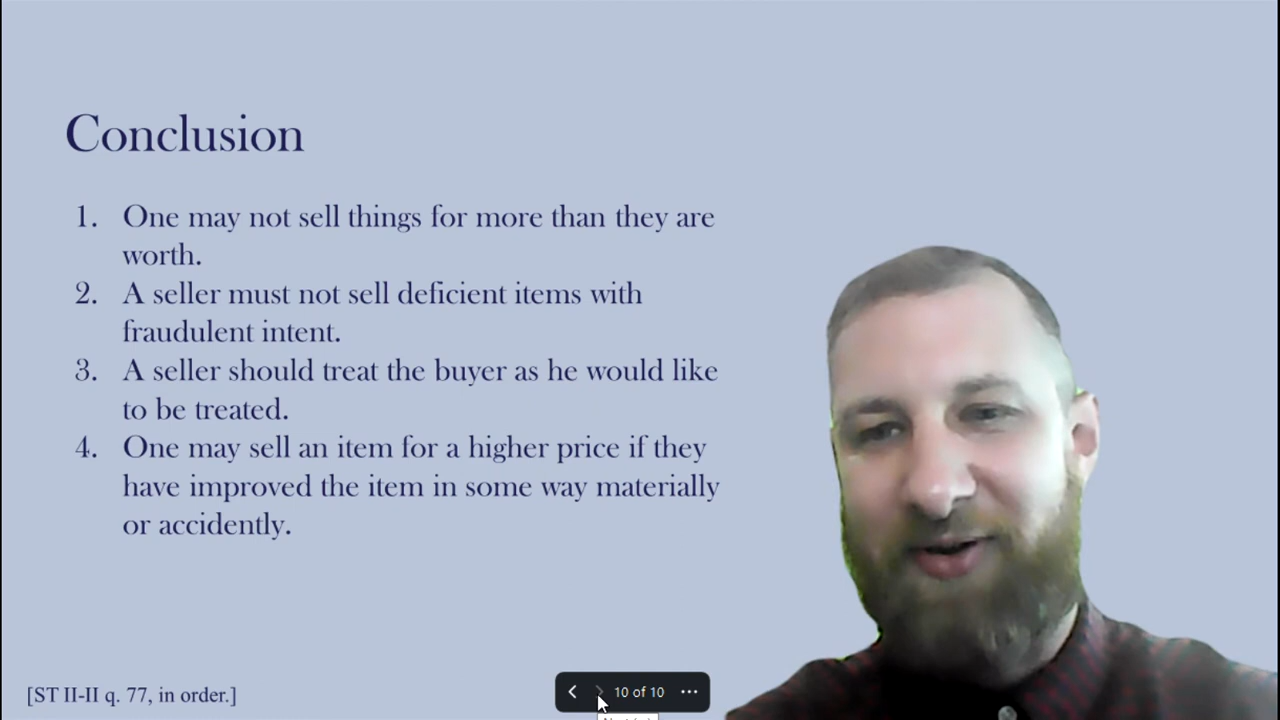 Conclusion
1. One may not sell things for more than they are
worth.
2. A seller must not sell deficient items with
fraudulent intent.
3. A seller should treat the buyer as he would like
to be treated.
4. One may sell an item for a higher price if they
have improved the item in some way materially
or accidently.
[ST II-II q. 77, in order.]
10 of 10